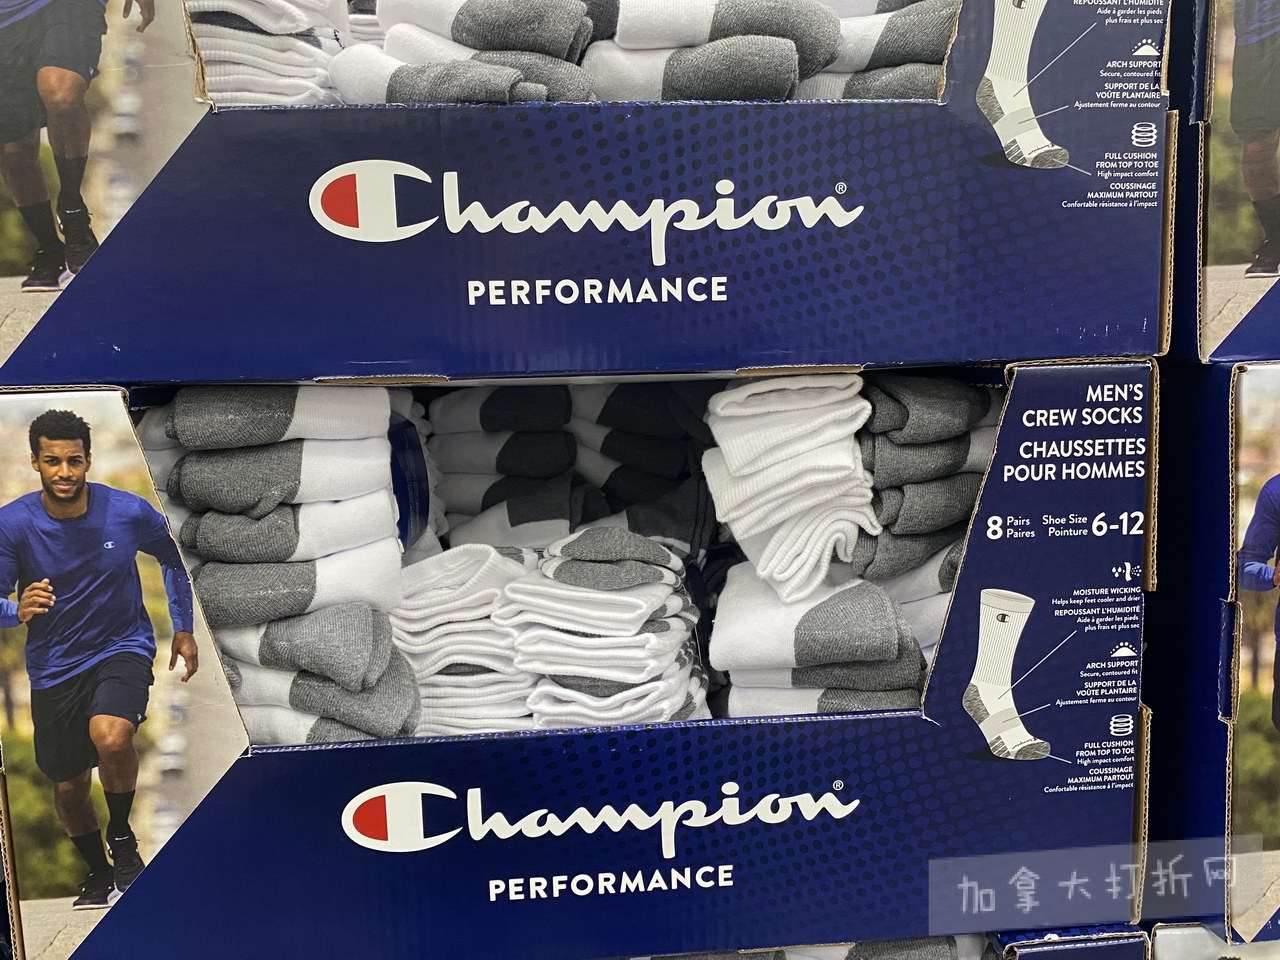 REPOUSSANT L'HUMIDITÉ
Aide à garder les pieds
plus frais et plus sec
ARCH SUPPORT
Secure, contoured fit
SUPPORT DE LA
VOÛTE PLANTAIRE
Ajustement ferme au contour
FULL CUSHION
FROM TOP TO TOE
High impact comfort
COUSSINAGE
MAXIMUM PARTOUT
Confortable résistance à l'impact
Champion®
PERFORMANCE
MEN'S
CREW SOCKS
CHAUSSETTES
POUR HOMMES
8 Pairs
Paires
Shoe Size
Pointure
6-12
MOISTURE WICKING
Helps keep feet cooler and drier
REPOUSSANT L'HUMIDITÉ
Aide à garder les pieds
plus frais et plus sec
ARCH SUPPORT
Secure, contoured fit
SUPPORT DE LA
VOÛTE PLANTAIRE
Ajustement ferme au contour
FULL CUSHION
FROM TOP TO TOE
High impact comfort
COUSSINAGE
MAXIMUM PARTOUT
Confortable résistance à l'impact
Champion®
PERFORMANCE
加拿大打折网